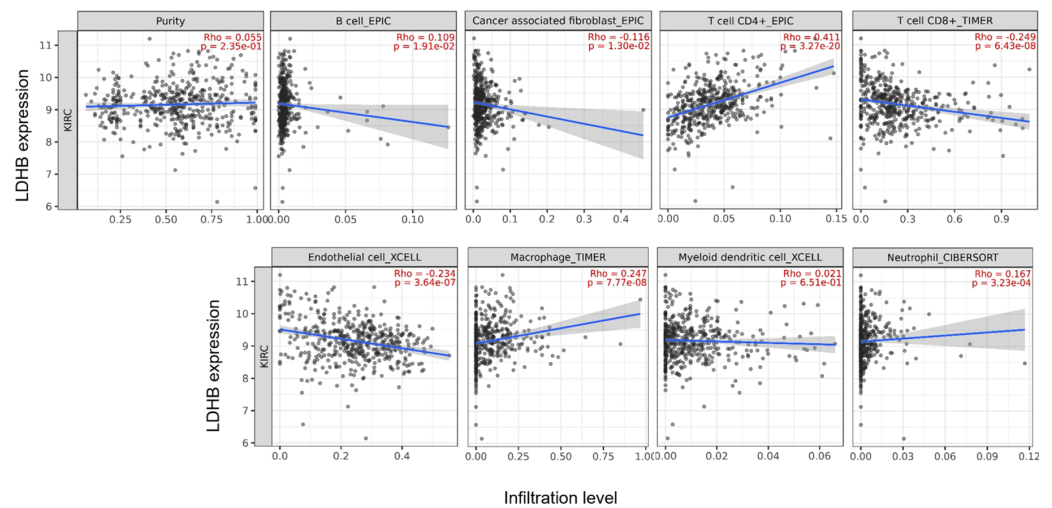 Purity
B cell_EPIC
Cancer associated fibroblast_EPIC
T cell CD4+_EPIC
T cell CD8+_TIMER
Rho = 0.055
p = 2.35e-01
Rho = 0.109
p = 1.91e-02
Rho = -0.116
p = 1.30e-02
Rho = 0.411
p = 3.27e-20
Rho = -0.249
p = 6.43e-08
LDHB expression
KIRC
11
10
9
8
7
6
0.25 0.50 0.75 1.00
0.00 0.05 0.10
0.0 0.1 0.2 0.3 0.4
0.00 0.05 0.10 0.15
0.0 0.3 0.6 0.9
Endothelial cell_XCELL
Macrophage_TIMER
Myeloid dendritic cell_XCELL
Neutrophil_CIBERSORT
Rho = -0.234
p = 3.64e-07
Rho = 0.247
p = 7.77e-08
Rho = 0.021
p = 6.51e-01
Rho = 0.167
p = 3.23e-04
LDHB expression
KIRC
11
10
9
8
7
6
0.0 0.2 0.4
0.00 0.25 0.50 0.75 1.00
0.00 0.02 0.04 0.06
0.00 0.03 0.06 0.09 0.12
Infiltration level